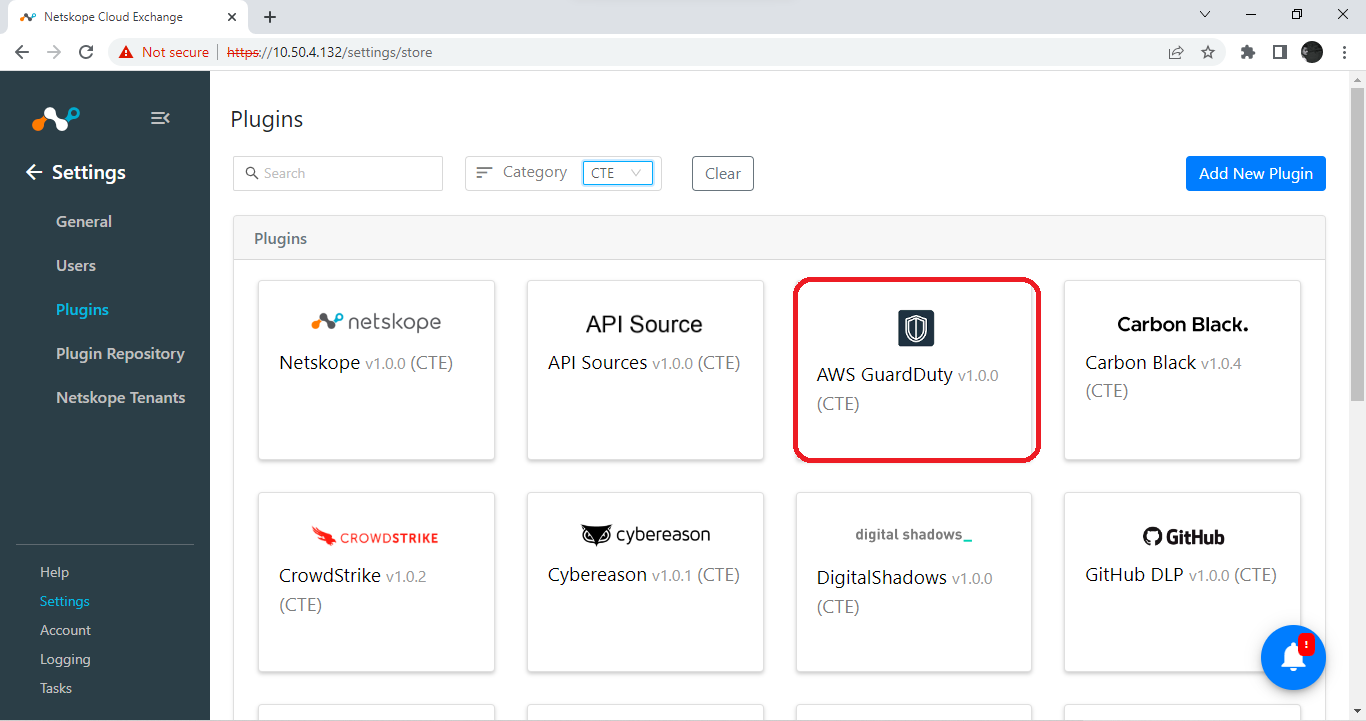 Netskope Cloud Exchange
Not secure https://10.50.4.132/settings/store
Settings
General
Users
Plugins
Plugin Repository
Netskope Tenants
Help
Settings
Account
Logging
Tasks
Plugins
Search
Category CTE
Clear
Add New Plugin
Plugins
netskope
Netskope v1.0.0 (CTE)
API Source
API Sources v1.0.0 (CTE)
AWS GuardDuty v1.0.0
(CTE)
Carbon Black.
Carbon Black v1.0.4
(CTE)
CROWDSTRIKE
CrowdStrike v1.0.2
(CTE)
cybereason
Cybereason v1.0.1 (CTE)
digital shadows_
DigitalShadows v1.0.0
(CTE)
GitHub
GitHub DLP v1.0.0 (CTE)
!